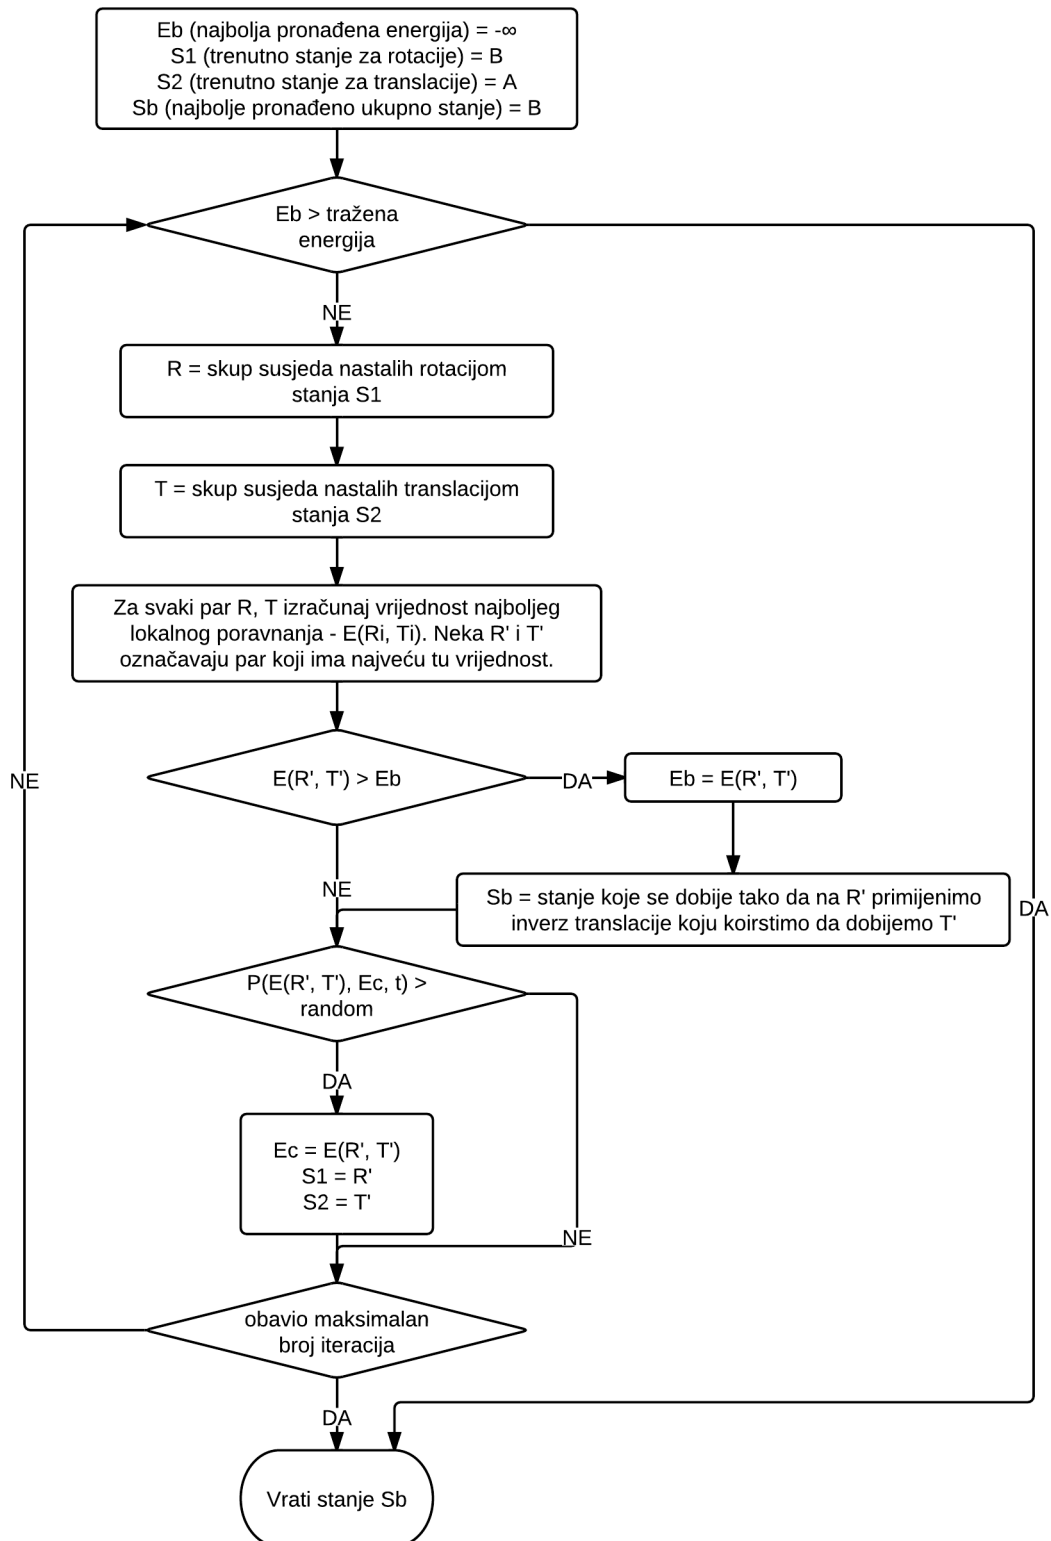 Eb (najbolja pronađena energija) = -∞
S1 (trenutno stanje za rotacije) = B
S2 (trenutno stanje za translacije) = A
Sb (najbolje pronađeno ukupno stanje) = B
Eb > tražena
energija
NE
R = skup susjeda nastalih rotacijom
stanja S1
T = skup susjeda nastalih translacijom
stanja S2
Za svaki par R, T izračunaj vrijednost najboljeg
lokalnog poravnanja - E(Ri, Ti). Neka R' i T'
označavaju par koji ima najveću tu vrijednost.
E(R', T') > Eb
DA
Eb = E(R', T')
NE
NE
Sb = stanje koje se dobije tako da na R' primijenimo
inverz translacije koju koirstimo da dobijemo T'
DA
P(E(R', T'), Ec, t) >
random
DA
Ec = E(R', T')
S1 = R'
S2 = T'
NE
obavio maksimalan
broj iteracija
DA
Vrati stanje Sb